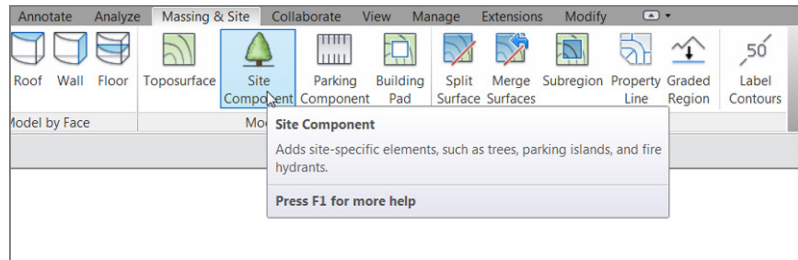 Annotate Analyze Massing & Site Collaborate View Manage Extensions Modify
Roof Wall Floor Toposurface Site Component Parking Component Building Pad Split Surface Merge Surfaces Subregion Property Line Graded Region 50 Label Contours
Model by Face Mo
Site Component
Adds site-specific elements, such as trees, parking islands, and fire
hydrants.
Press F1 for more help